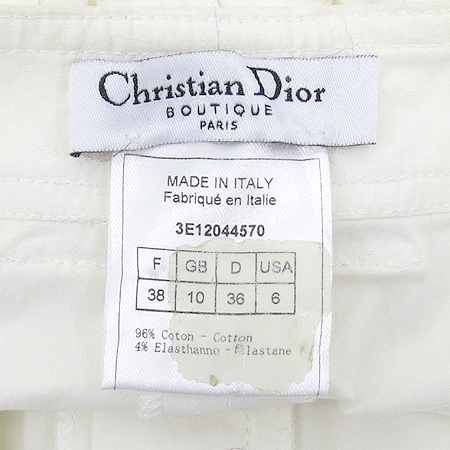 Christian Dior
BOUTIQUE
PARIS
MADE IN ITALY
Fabriqué en Italie
3E12044570
F GB D USA
38 10 36 6
96% Coton - Cotton
4% Elasthanne - Elastane